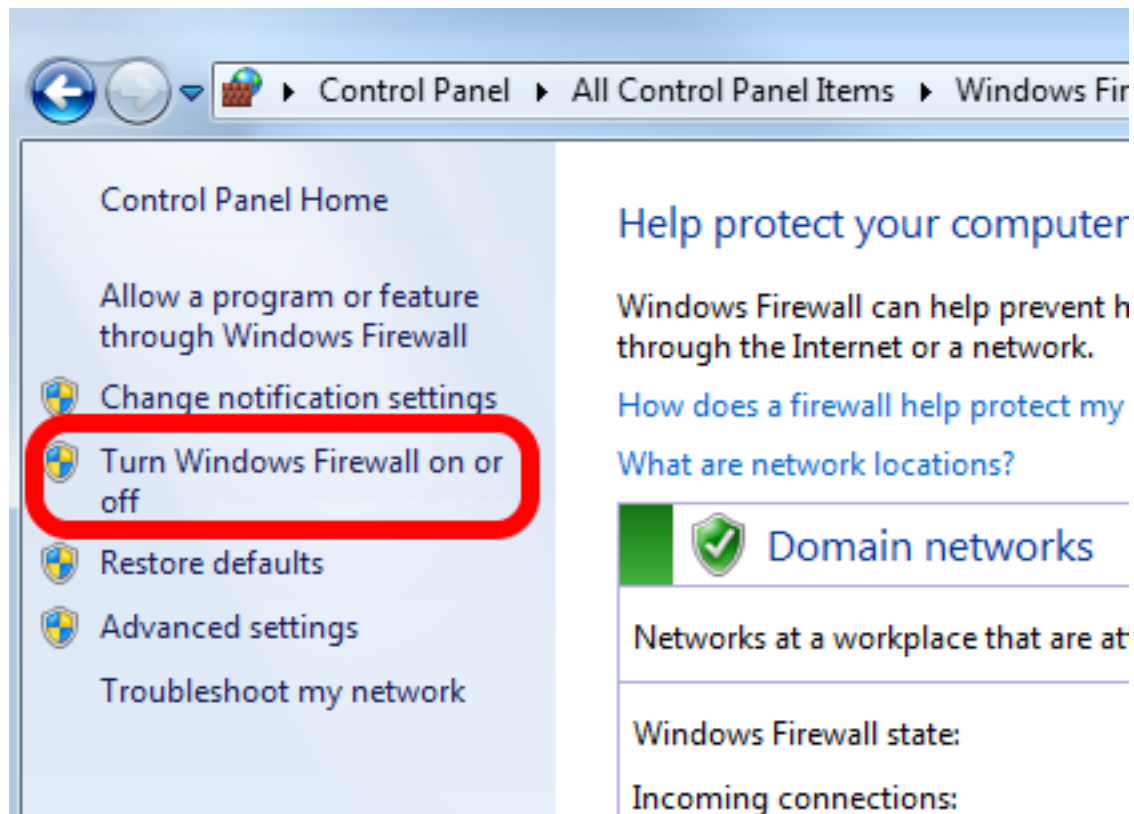 Control Panel ▸ All Control Panel Items ▸ Windows
Control Panel Home
Allow a program or feature
through Windows Firewall
Change notification settings
Turn Windows Firewall on or
off
Restore defaults
Advanced settings
Troubleshoot my network
Help protect your computer
Windows Firewall can help prevent
through the Internet or a network.
How does a firewall help protect my
What are network locations?
Domain networks
Networks at a workplace that are
Windows Firewall state:
Incoming connections: